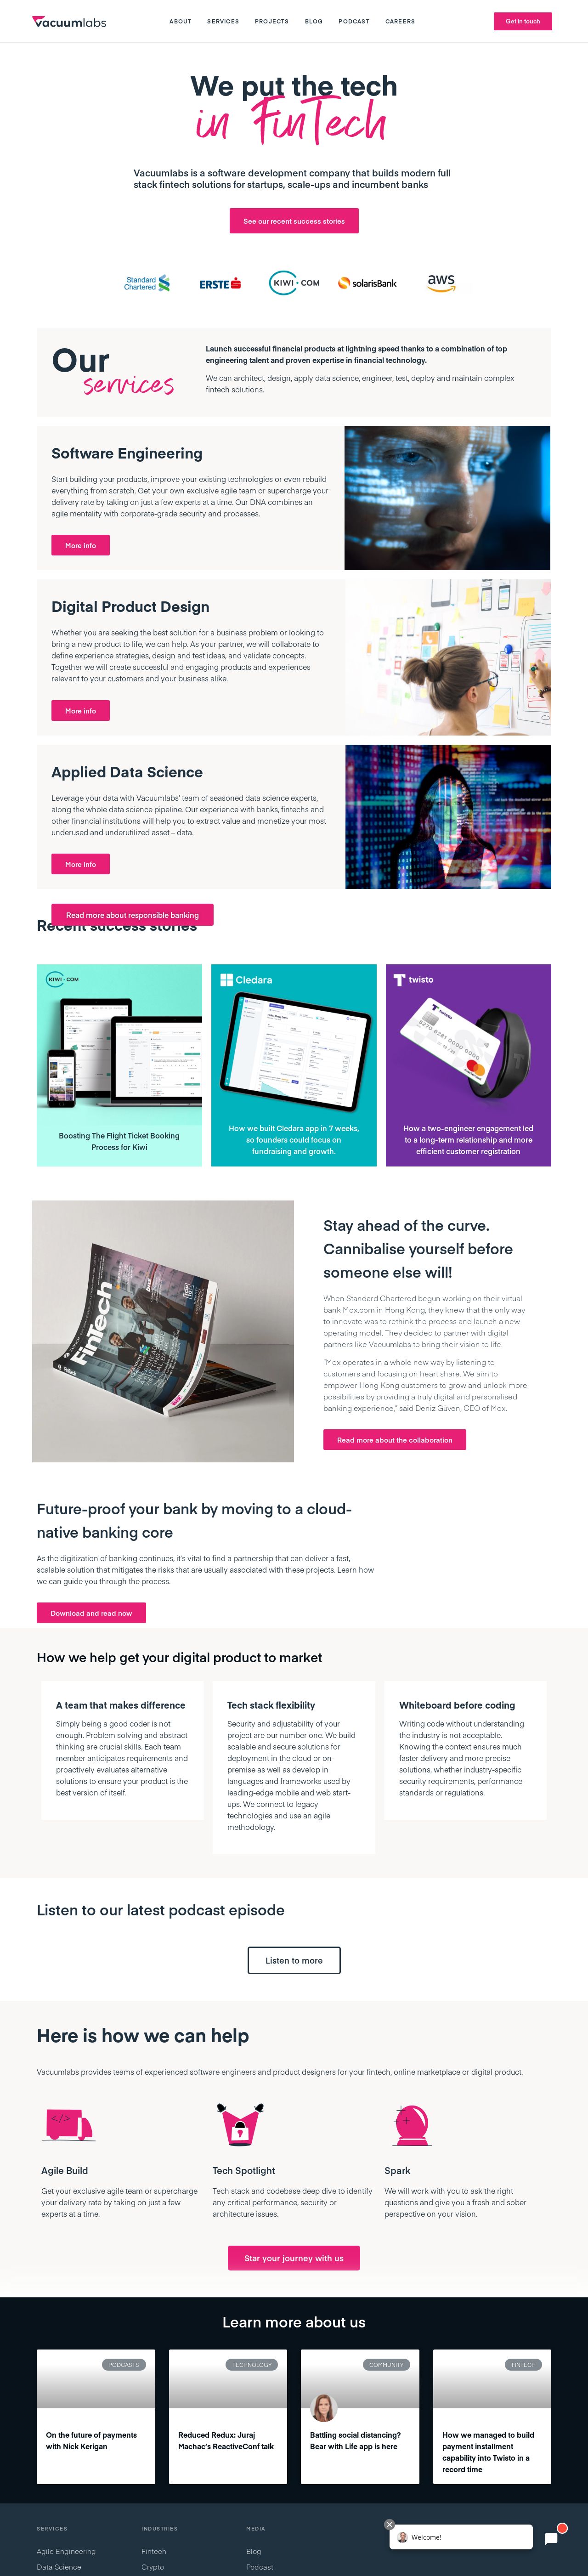 vacuumlabs
ABOUT
SERVICES
PROJECTS
BLOG
PODCAST
CAREERS
Get in touch
We put the tech
in FinTech
Vacuumlabs is a software development company that builds modern full
stack fintech solutions for startups, scale-ups and incumbent banks
See our recent success stories
Standard
Chartered
ERSTE
KIWI.COM
solarisBank
aws
Our
services
Launch successful financial products at lightning speed thanks to a combination of top
engineering talent and proven expertise in financial technology.
We can architect, design, apply data science, engineer, test, deploy and maintain complex
fintech solutions.
Software Engineering
Start building your products, improve your existing technologies or even rebuild
everything from scratch. Get your own exclusive agile team or supercharge your
delivery rate by taking on just a few experts at a time. Our DNA combines an
agile mentality with corporate-grade security and processes.
More info
Digital Product Design
Whether you are seeking the best solution for a business problem or looking to
bring a new product to life, we can help. As your partner, we will collaborate to
define experience strategies, design and test ideas, and validate concepts.
Together we will create successful and engaging products and experiences
relevant to your customers and your business alike.
More info
Applied Data Science
Leverage your data with Vacuumlabs' team of seasoned data science experts,
along the whole data science pipeline. Our experience with banks, fintechs and
other financial institutions will help you to extract value and monetize your most
underused and underutilized asset – data.
More info
Read more about responsible banking
Recent success stories
KIWI.COM
Boosting The Flight Ticket Booking
Process for Kiwi
Cledara
How we built Cledara app in 7 weeks,
so founders could focus on
fundraising and growth.
twisto
twisto
5270 8281 0000 0000
How a two-engineer engagement led
to a long-term relationship and more
efficient customer registration
FinTech
Stay ahead of the curve.
Cannibalise yourself before
someone else will!
When Standard Chartered begun working on their virtual
bank Mox.com in Hong Kong, they knew that the only way
to innovate was to rethink the process and launch a new
operating model. They decided to partner with digital
partners like Vacuumlabs to bring their vision to life.
"Mox operates in a whole new way by listening to
customers and focusing on heart share. We aim to
empower Hong Kong customers to grow and unlock more
possibilities by providing a truly digital and personalised
banking experience," said Deniz Güven, CEO of Mox.
Read more about the collaboration
Future-proof your bank by moving to a cloud-
native banking core
As the digitization of banking continues, it's vital to find a partnership that can deliver a fast,
scalable solution that mitigates the risks that are usually associated with these projects. Learn how
we can guide you through the process.
Download and read now
How we help get your digital product to market
A team that makes difference
Simply being a good coder is not
enough. Problem solving and abstract
thinking are crucial skills. Each team
member anticipates requirements and
proactively evaluates alternative
solutions to ensure your product is the
best version of itself.
Tech stack flexibility
Security and adjustability of your
project are our number one. We build
scalable and secure solutions for
deployment in the cloud or on-
premise as well as develop in
languages and frameworks used by
leading-edge mobile and web start-
ups. We connect to legacy
technologies and use an agile
methodology.
Whiteboard before coding
Writing code without understanding
the industry is not acceptable.
Knowing the context ensures much
faster delivery and more precise
solutions, whether industry-specific
security requirements, performance
standards or regulations.
Listen to our latest podcast episode
Listen to more
Here is how we can help
Vacuumlabs provides teams of experienced software engineers and product designers for your fintech, online marketplace or digital product.
</>
Agile Build
Get your exclusive agile team or supercharge
your delivery rate by taking on just a few
experts at a time.
Tech Spotlight
Tech stack and codebase deep dive to identify
any critical performance, security or
architecture issues.
Spark
We will work with you to ask the right
questions and give you a fresh and sober
perspective on your vision.
Star your journey with us
Learn more about us
PODCASTS
On the future of payments
with Nick Kerigan
TECHNOLOGY
Reduced Redux: Juraj
Machac's ReactiveConf talk
COMMUNITY
Battling social distancing?
Bear with Life app is here
FINTECH
How we managed to build
payment installment
capability into Twisto in a
record time
SERVICES
Agile Engineering
Data Science
INDUSTRIES
Fintech
Crypto
MEDIA
Blog
Podcast
Welcome!